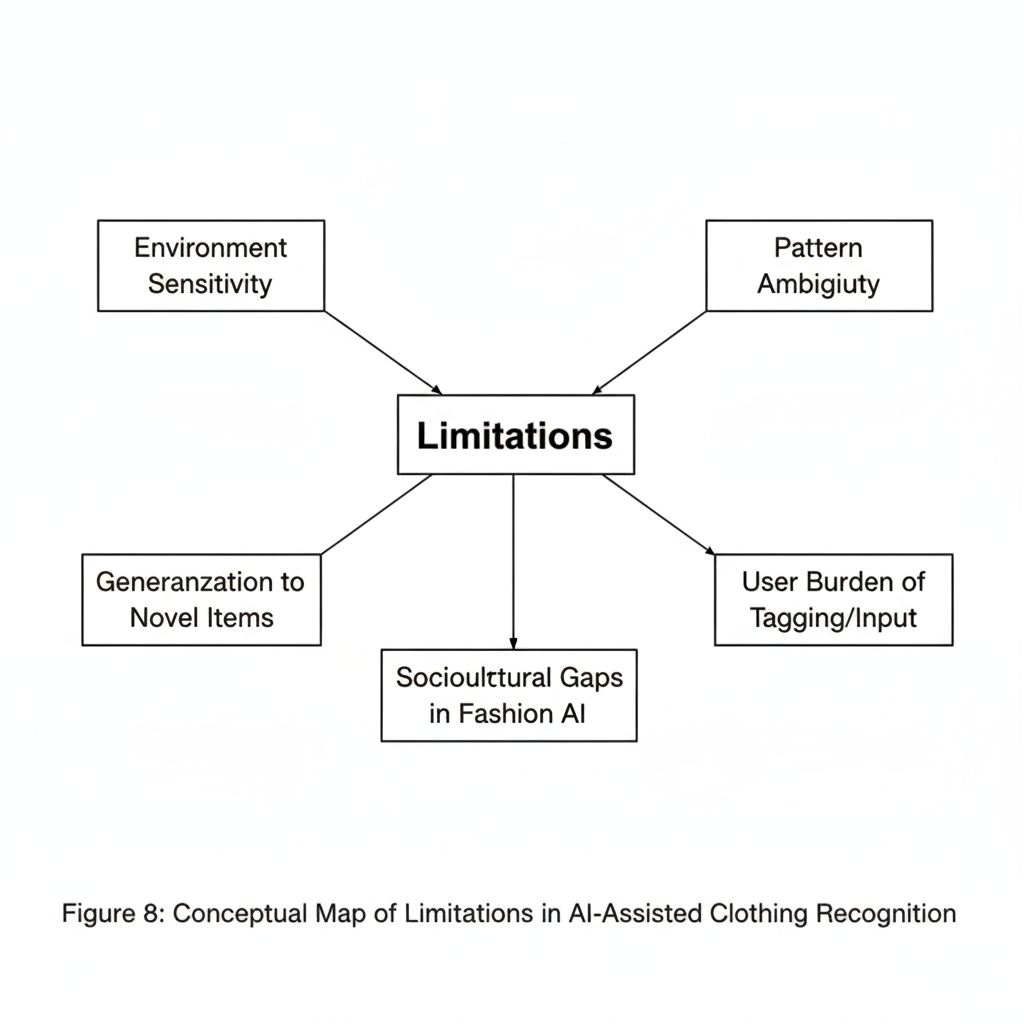 Environment
Sensitivity
Pattern
Ambigiuty
Limitations
Generanzation to
Novel Items
User Burden of
Tagging/Input
Socioulttural Gaps
in Fashion AI
Figure 8: Conceptual Map of Limitations in AI-Assisted Clothing Recognition